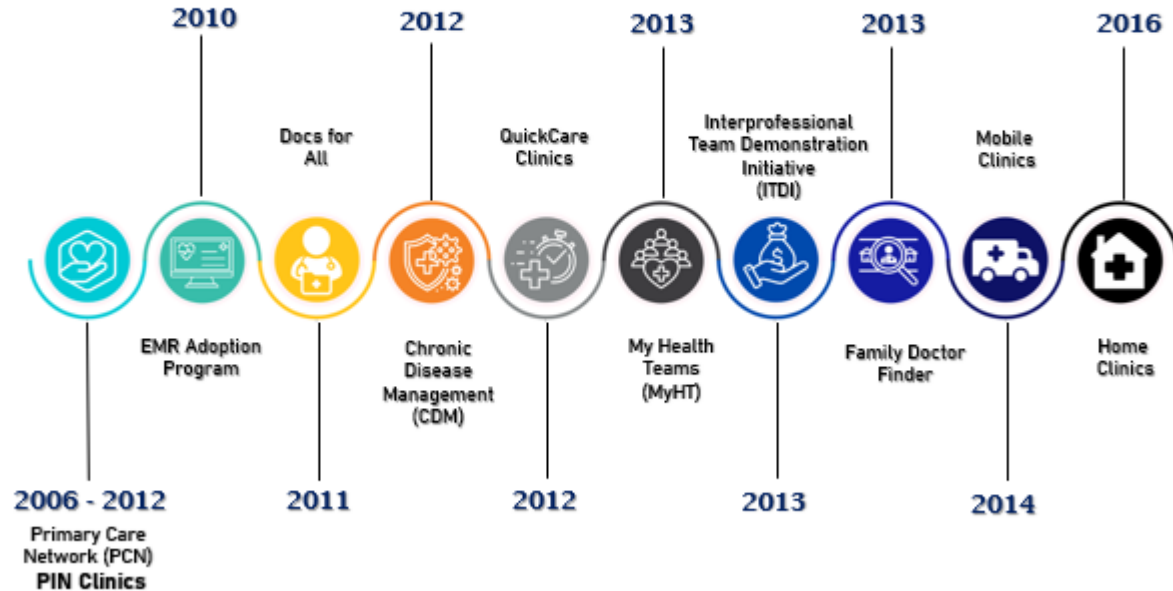 2010
2012
2013
2013
2016
Docs for
All
QuickCare
Clinics
Interprofessional
Team Demonstration
Initiative
(ITDI)
Mobile
Clinics
EMR Adoption
Program
Chronic
Disease
Management
(CDM)
My Health
Teams
(MyHT)
Family Doctor
Finder
Home
Clinics
2006 - 2012
2011
2012
2013
2014
Primary Care
Network (PCN)
PIN Clinics